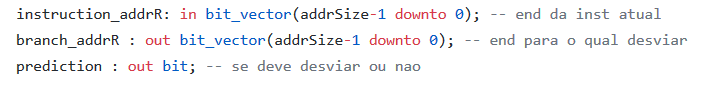 instruction_addrR: in bit_vector(addrSize-1 downto 0); -- end da inst atual
branch_addrR : out bit_vector(addrSize-1 downto 0); -- end para o qual desviar
prediction : out bit; -- se deve desviar ou nao